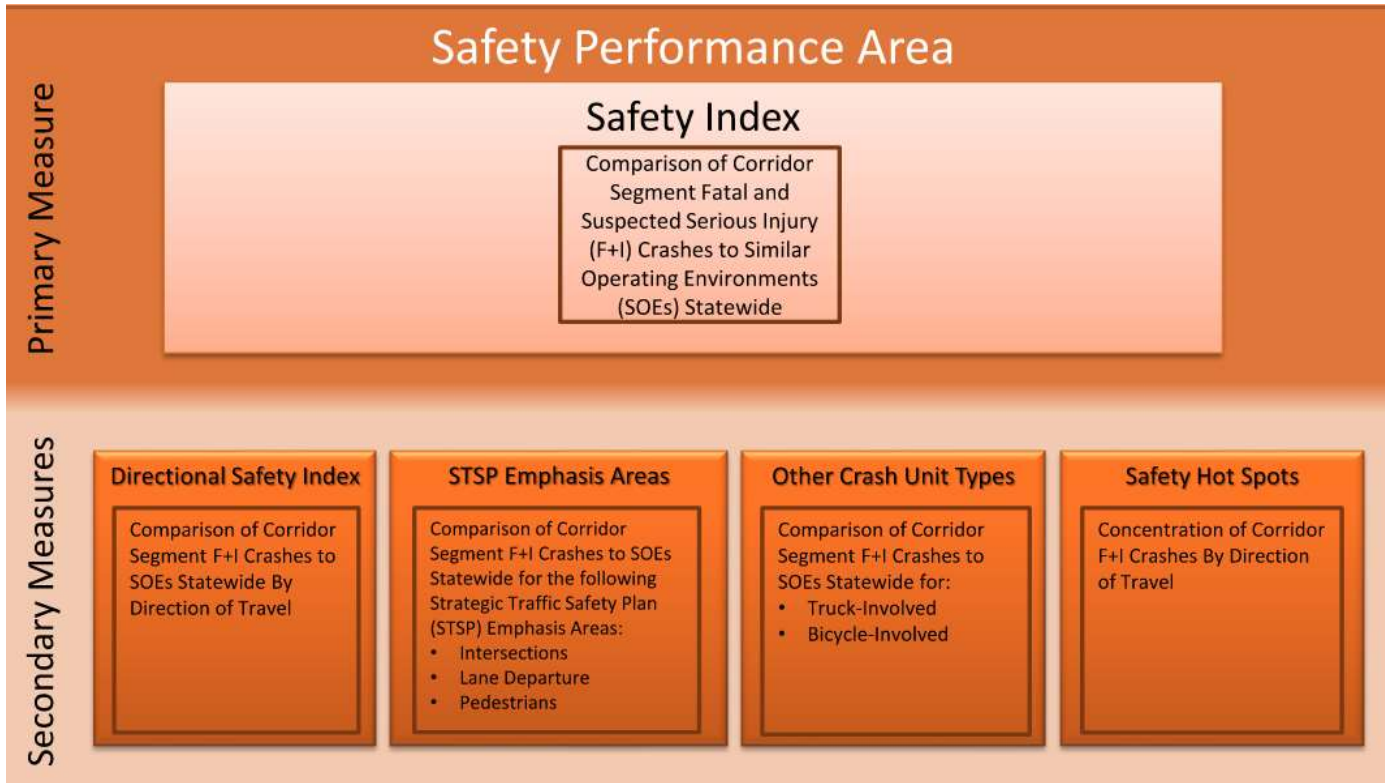 Safety Performance Area
Primary Measure
Safety Index
Comparison of Corridor
Segment Fatal and
Suspected Serious Injury
(F+I) Crashes to Similar
Operating Environments
(SOEs) Statewide
Secondary Measures
Directional Safety Index
Comparison of Corridor
Segment F+I Crashes to
SOEs Statewide By
Direction of Travel
STSP Emphasis Areas
Comparison of Corridor
Segment F+I Crashes to SOEs
Statewide for the following
Strategic Traffic Safety Plan
(STSP) Emphasis Areas:
• Intersections
• Lane Departure
• Pedestrians
Other Crash Unit Types
Comparison of Corridor
Segment F+I Crashes to
SOEs Statewide for:
• Truck-Involved
• Bicycle-Involved
Safety Hot Spots
Concentration of Corridor
F+I Crashes By Direction
of Travel